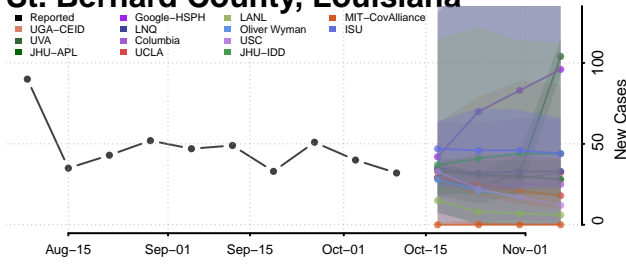 St. Bernard County, Louisiana
Reported
UGA−CEID
UVA
JHU−APL
Google−HSPH
LNQ
Columbia
UCLA
LANL
Oliver Wyman
USC
JHU−IDD
MIT−CovAlliance
ISU
0
50
100
New Cases
Aug−15
Sep−01
Sep−15
Oct−01
Oct−15
Nov−01